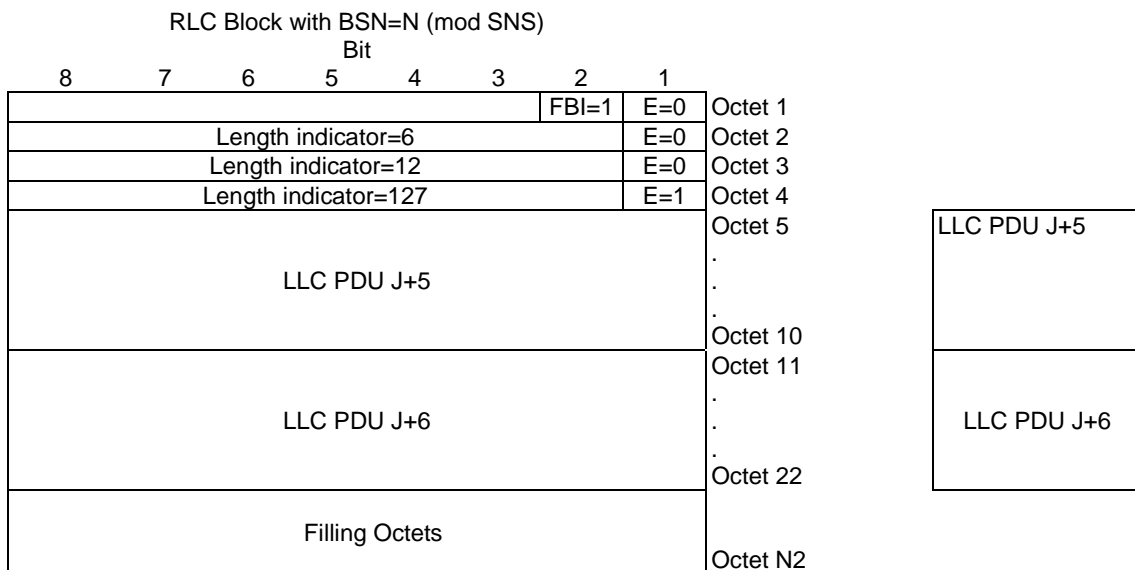 RLC Block with BSN=N (mod SNS)
Bit
8 7 6 5 4 3 2 1
FBI=1 E=0 Octet 1
Length indicator=6 E=0 Octet 2
Length indicator=12 E=0 Octet 3
Length indicator=127 E=1 Octet 4
Octet 5 LLC PDU J+5
.
LLC PDU J+5 .
.
Octet 10
Octet 11
.
LLC PDU J+6 . LLC PDU J+6
.
Octet 22
Filling Octets
Octet N2